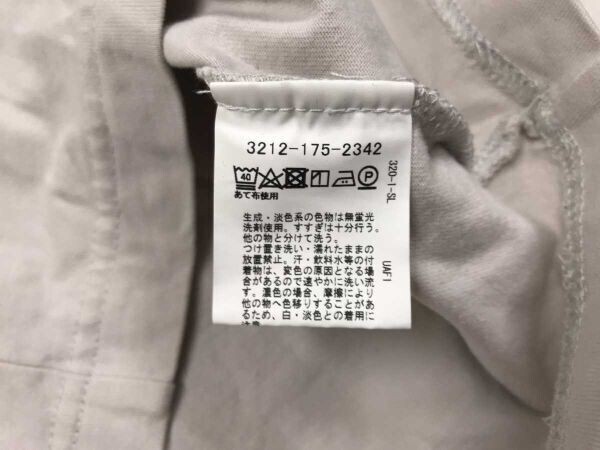 3212-175-2342
40
P
あて布使用
生成・淡色系の色物は無蛍光
洗剤使用。すすぎは十分行う。
他の物と分けて洗う。
つけ置き洗い・濡れたままの
放置禁止。汗・飲料水等の付
着物は、変色の原因となる場
合があるので速やかに洗い流
す。濃色の場合、摩擦により
他の物へ色移りすることがあ
るため、白・淡色との着用に
注意
320-1-SL
UAF1